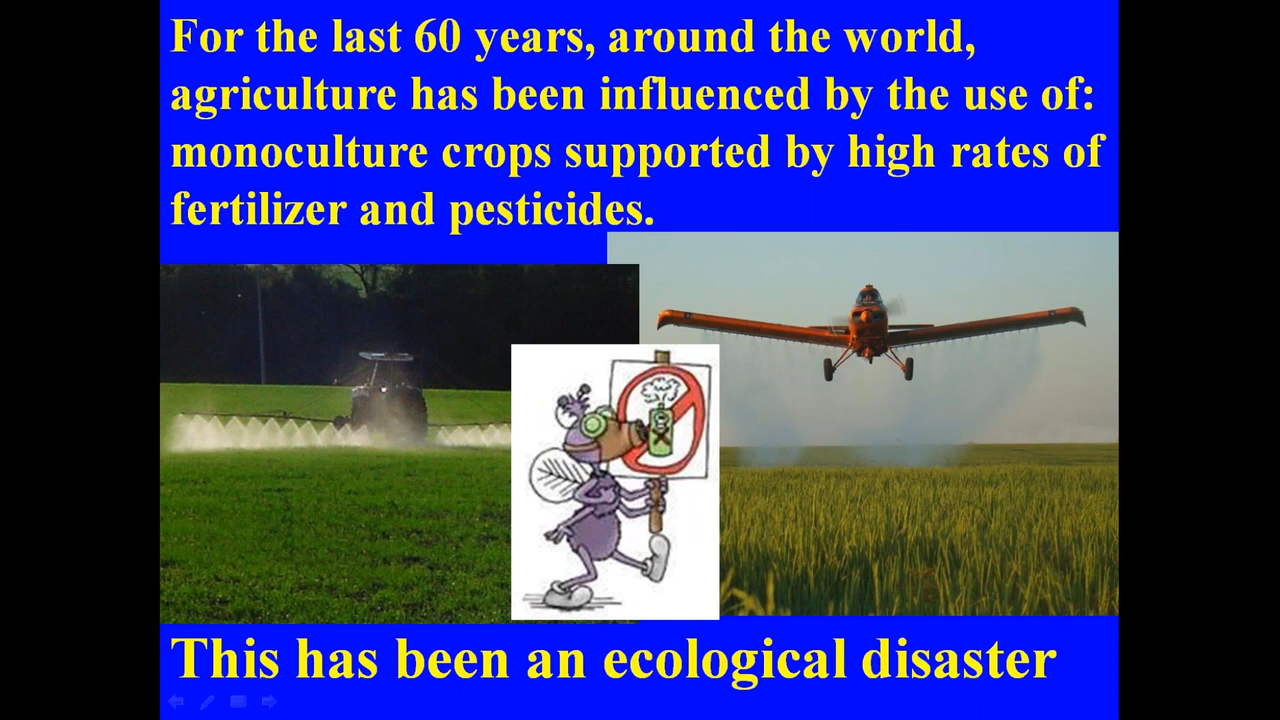 For the last 60 years, around the world,
agriculture has been influenced by the use of:
monoculture crops supported by high rates of
fertilizer and pesticides.
This has been an ecological disaster